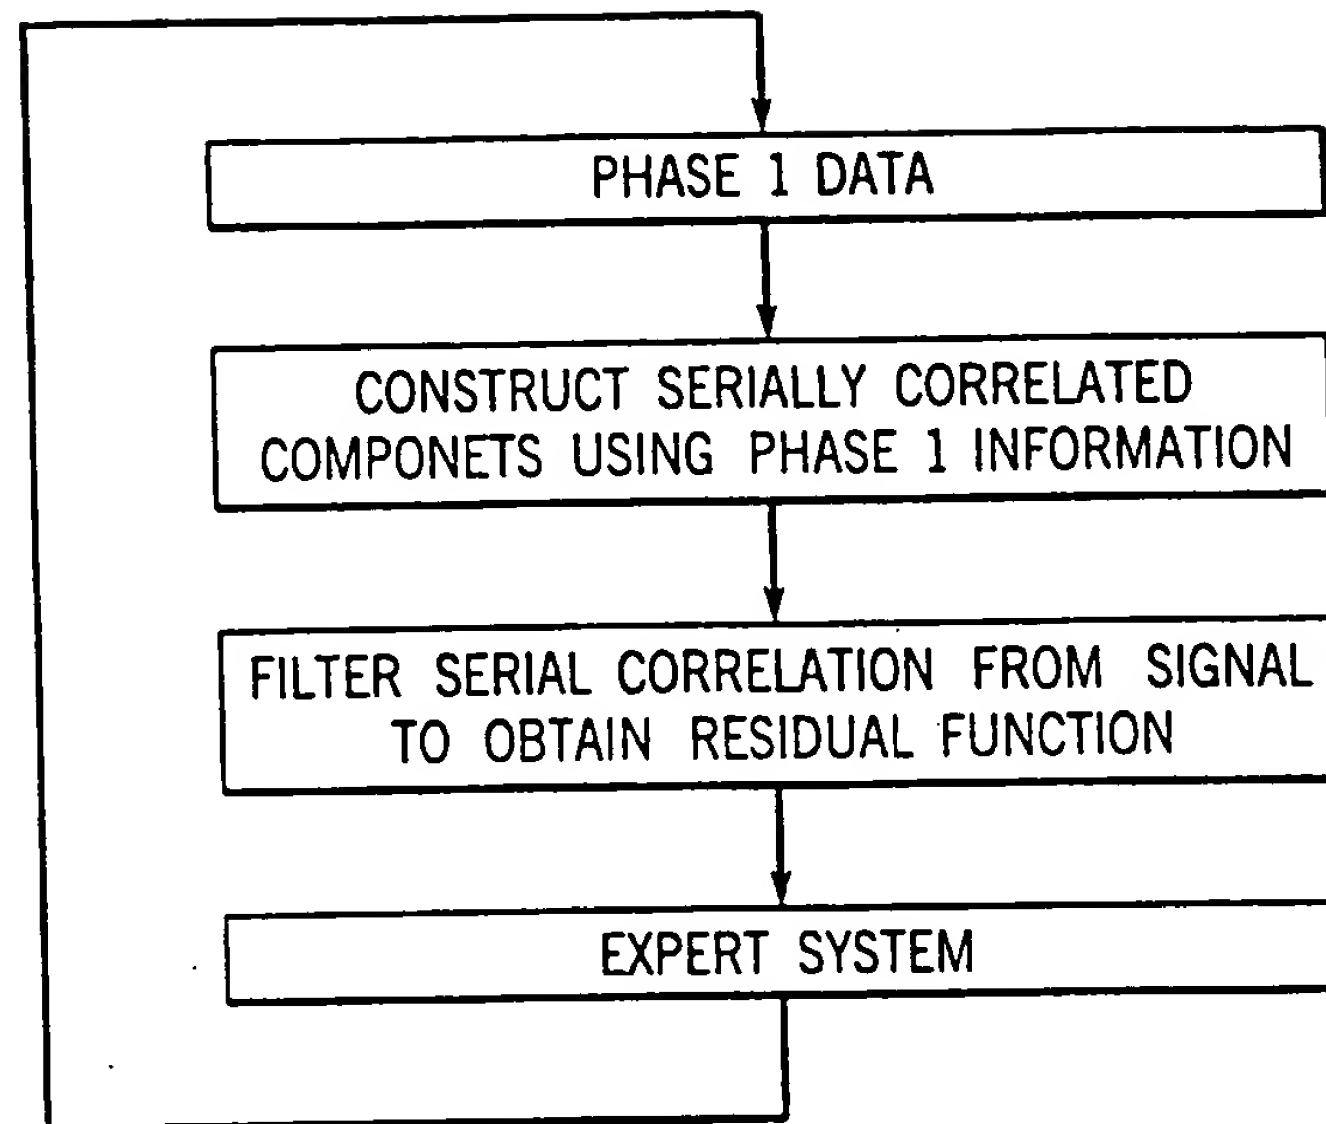 PHASE 1 DATA
CONSTRUCT SERIALLY CORRELATED
COMPONETS USING PHASE 1 INFORMATION
FILTER SERIAL CORRELATION FROM SIGNAL
TO OBTAIN RESIDUAL FUNCTION
EXPERT SYSTEM